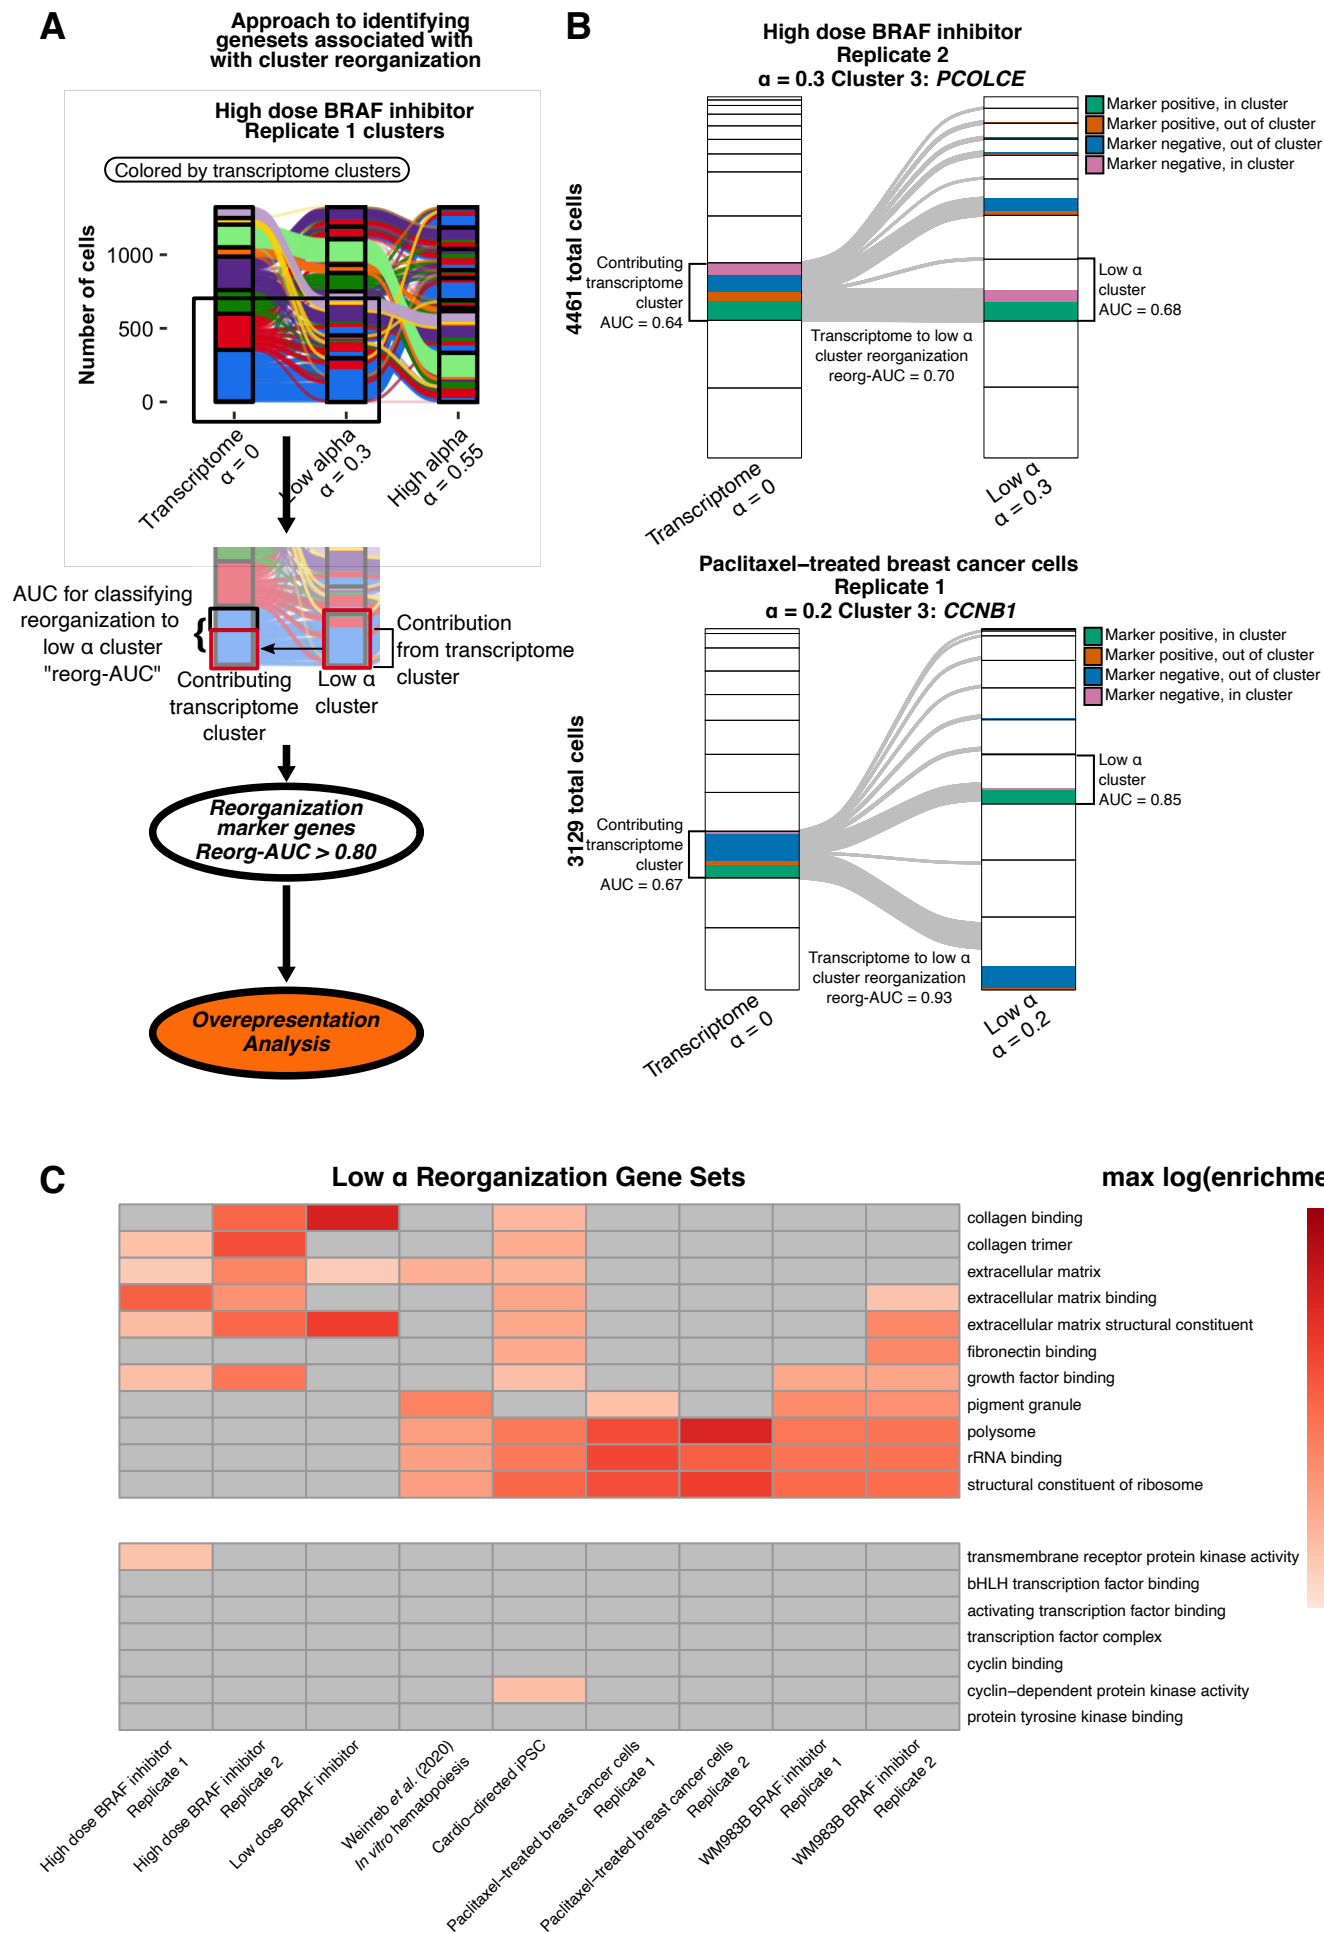 A
Approach to identifying
genesets associated with
with cluster reorganization
High dose BRAF inhibitor
Replicate 1 clusters
Colored by transcriptome clusters
Number of cells
1000
500
0
Transcriptome
α = 0
Low alpha
α = 0.3
High alpha
α = 0.55
AUC for classifying
reorganization to
low α cluster
"reorg-AUC"
{
Contributing
transcriptome
cluster
Low α
cluster
Contribution
from transcriptome
cluster
Reorganization
marker genes
Reorg-AUC > 0.80
Overepresentation
Analysis
B
High dose BRAF inhibitor
Replicate 2
α = 0.3 Cluster 3: PCOLCE
4461 total cells
Contributing
transcriptome
cluster
AUC = 0.64
Transcriptome to low α
cluster reorganization
reorg-AUC = 0.70
Low α
cluster
AUC = 0.68
Marker positive, in cluster
Marker positive, out of cluster
Marker negative, out of cluster
Marker negative, in cluster
Transcriptome
α = 0
Low α
α = 0.3
Paclitaxel−treated breast cancer cells
Replicate 1
α = 0.2 Cluster 3: CCNB1
3129 total cells
Contributing
transcriptome
cluster
AUC = 0.67
Transcriptome to low α
cluster reorganization
reorg-AUC = 0.93
Low α
cluster
AUC = 0.85
Marker positive, in cluster
Marker positive, out of cluster
Marker negative, out of cluster
Marker negative, in cluster
Transcriptome
α = 0
Low α
α = 0.2
C
Low α Reorganization Gene Sets
max log(enrichme
collagen binding
collagen trimer
extracellular matrix
extracellular matrix binding
extracellular matrix structural constituent
fibronectin binding
growth factor binding
pigment granule
polysome
rRNA binding
structural constituent of ribosome
transmembrane receptor protein kinase activity
bHLH transcription factor binding
activating transcription factor binding
transcription factor complex
cyclin binding
cyclin−dependent protein kinase activity
protein tyrosine kinase binding
High dose BRAF inhibitor
Replicate 1
High dose BRAF inhibitor
Replicate 2
Low dose BRAF inhibitor
Weinreb et al. (2020)
In vitro hematopoiesis
Cardio−directed iPSC
Paclitaxel−treated breast cancer cells
Replicate 1
Paclitaxel−treated breast cancer cells
Replicate 2
WM983B BRAF inhibitor
Replicate 1
WM983B BRAF inhibitor
Replicate 2